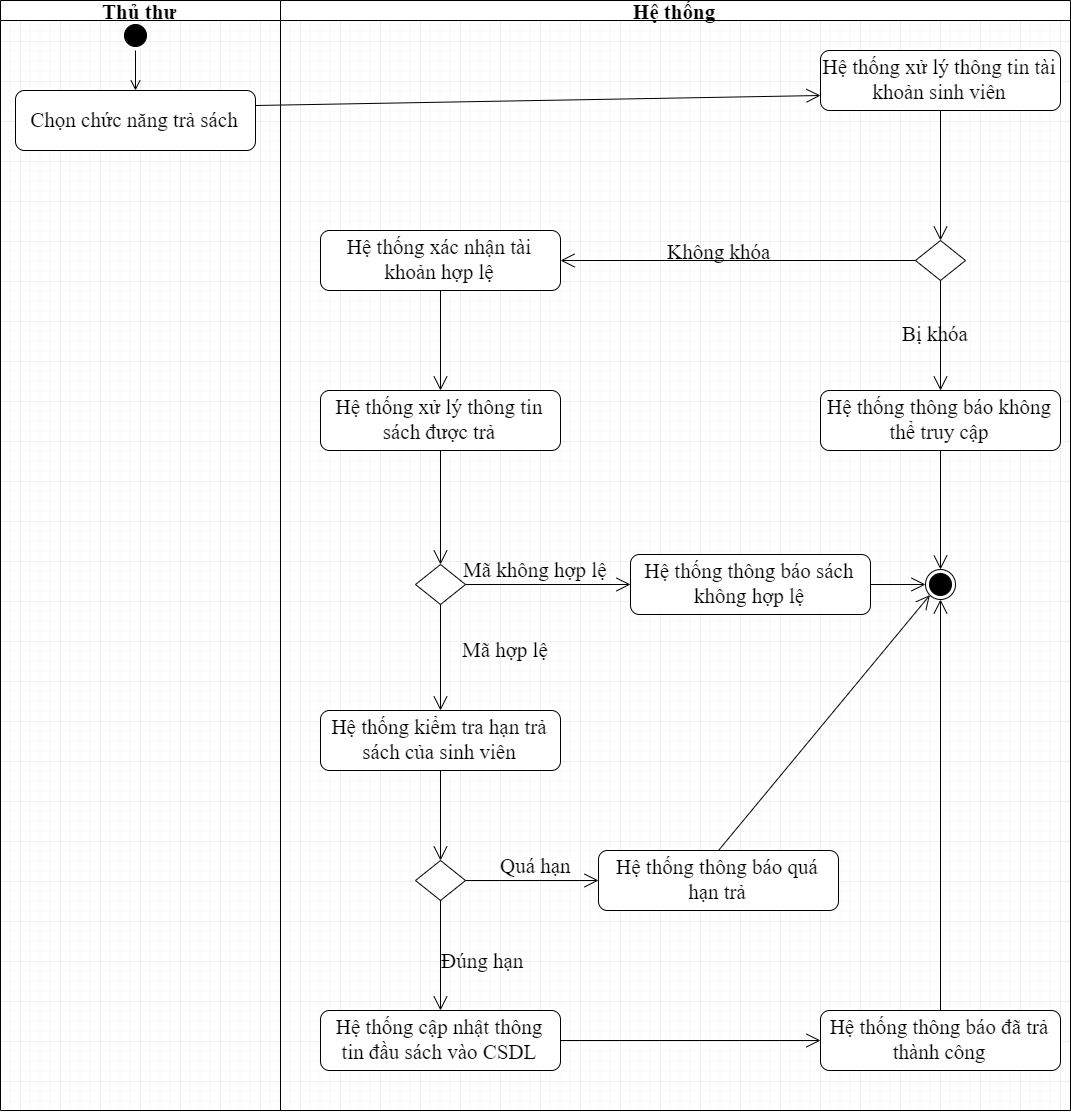 Thủ thư
Hệ thống
Chọn chức năng trả sách
Hệ thống xử lý thông tin tài
khoản sinh viên
Hệ thống xác nhận tài
khoản hợp lệ
Không khóa
Bị khóa
Hệ thống xử lý thông tin
sách được trả
Hệ thống thông báo không
thể truy cập
Mã không hợp lệ
Hệ thống thông báo sách
không hợp lệ
Mã hợp lệ
Hệ thống kiểm tra hạn trả
sách của sinh viên
Quá hạn
Hệ thống thông báo quá
hạn trả
Đúng hạn
Hệ thống cập nhật thông
tin đầu sách vào CSDL
Hệ thống thông báo đã trả
thành công